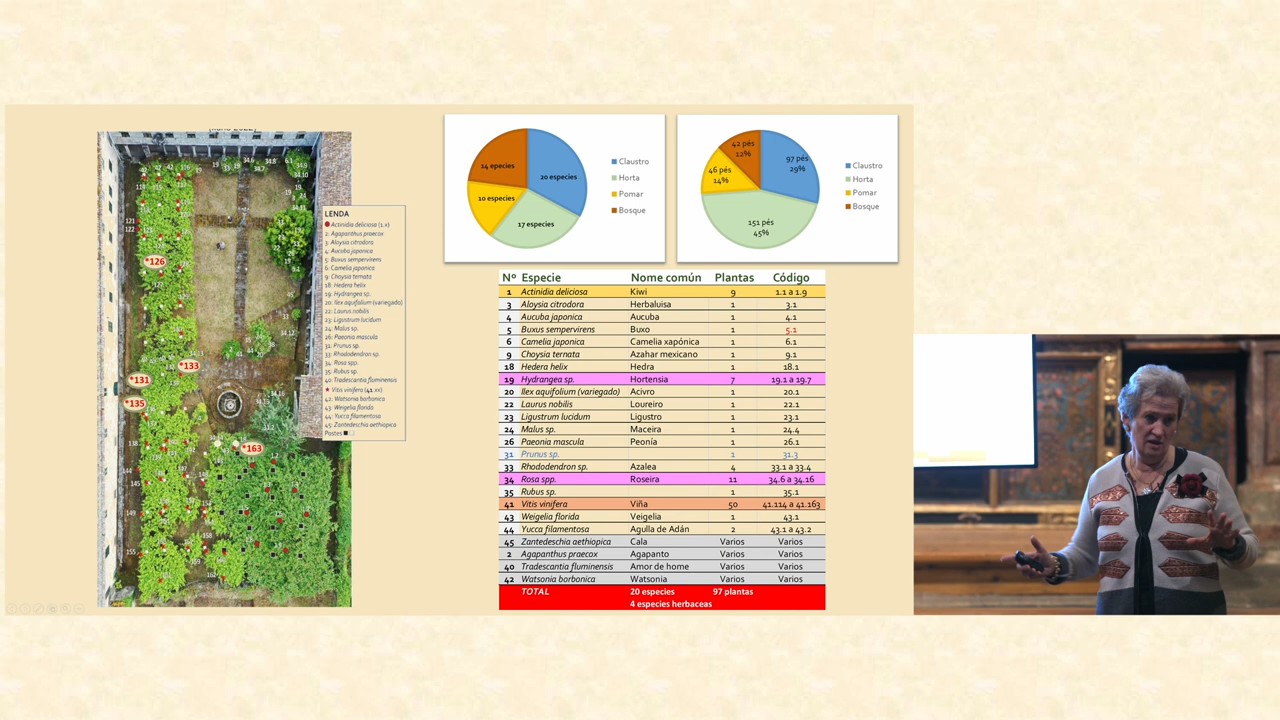 LENDA
Actinidia deliciosa (1.x)
2: Agapanthus praecox
3: Aloysia citrodora
4: Aucuba japonica
5: Buxus sempervirens
6: Camelia japonica
9: Choysia ternata
18: Hedera helix
19: Hydrangea sp.
20: Ilex aquifolium (variegado)
22: Laurus nobilis
23: Ligustrum lucidum
24: Malus sp.
26: Paeonia mascula
31: Prunus sp.
33: Rhododendron sp.
34: Rosa spp.
35: Rubus sp.
40: Tradescantia fluminensis
Vitis vinifera (41.xx)
42: Watsonia borbonica
43: Weigelia florida
44: Yucca filamentosa
45: Zantedeschia aethiopica
Postes
*126
*133
*131
*135
*163
14 epecies
20 especies
10 especies
17 especies
Claustro
Horta
Pomar
Bosque
42 pés
12%
97 pés
29%
46 pés
14%
151 pés
45%
Claustro
Horta
Pomar
Bosque
Nº Especie Nome común Plantas Código
1 Actinidia deliciosa Kiwi 9 1.1 a 1.9
3 Aloysia citrodora Herbaluisa 1 3.1
4 Aucuba japonica Aucuba 1 4.1
5 Buxus sempervirens Buxo 1 5.1
6 Camelia japonica Camelia xapónica 1 6.1
9 Choysia ternata Azahar mexicano 1 9.1
18 Hedera helix Hedra 1 18.1
19 Hydrangea sp. Hortensia 7 19.1 a 19.7
20 Ilex aquifolium (variegado) Acivro 1 20.1
22 Laurus nobilis Loureiro 1 22.1
23 Ligustrum lucidum Ligustro 1 23.1
24 Malus sp. Maceira 1 24.4
26 Paeonia mascula Peonía 1 26.1
31 Prunus sp. 1 31.3
33 Rhododendron sp. Azalea 4 33.1 a 33.4
34 Rosa spp. Roseira 11 34.6 a 34.16
35 Rubus sp. 1 35.1
41 Vitis vinifera Viña 50 41.114 a 41.163
43 Weigelia florida Veigelia 1 43.1
44 Yucca filamentosa Agulla de Adán 2 43.1 a 43.2
45 Zantedeschia aethiopica Cala Varios Varios
2 Agapanthus praecox Agapanto Varios Varios
40 Tradescantia fluminensis Amor de home Varios Varios
42 Watsonia borbonica Watsonia Varios Varios
TOTAL 20 especies 97 plantas
4 especies herbaceas